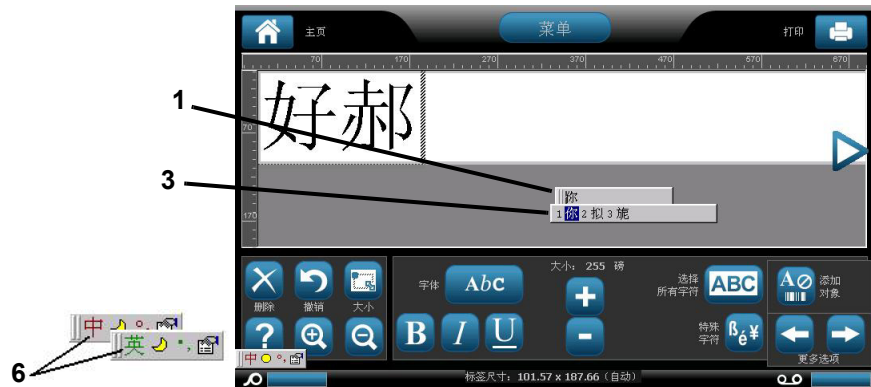 主页
菜单
打印
70 170 270 370 470 570 670
好郝
1
70
3
你
1你2拟3旎
170
删除
撤销
大小
字体
AbC
大小: 255 磅
选择
所有字符
ABC
添加
对象
B I U
特殊
字符
ßé¥
更多选项
中
英
6
中
标签尺寸: 101.57 x 187.66 (自动)